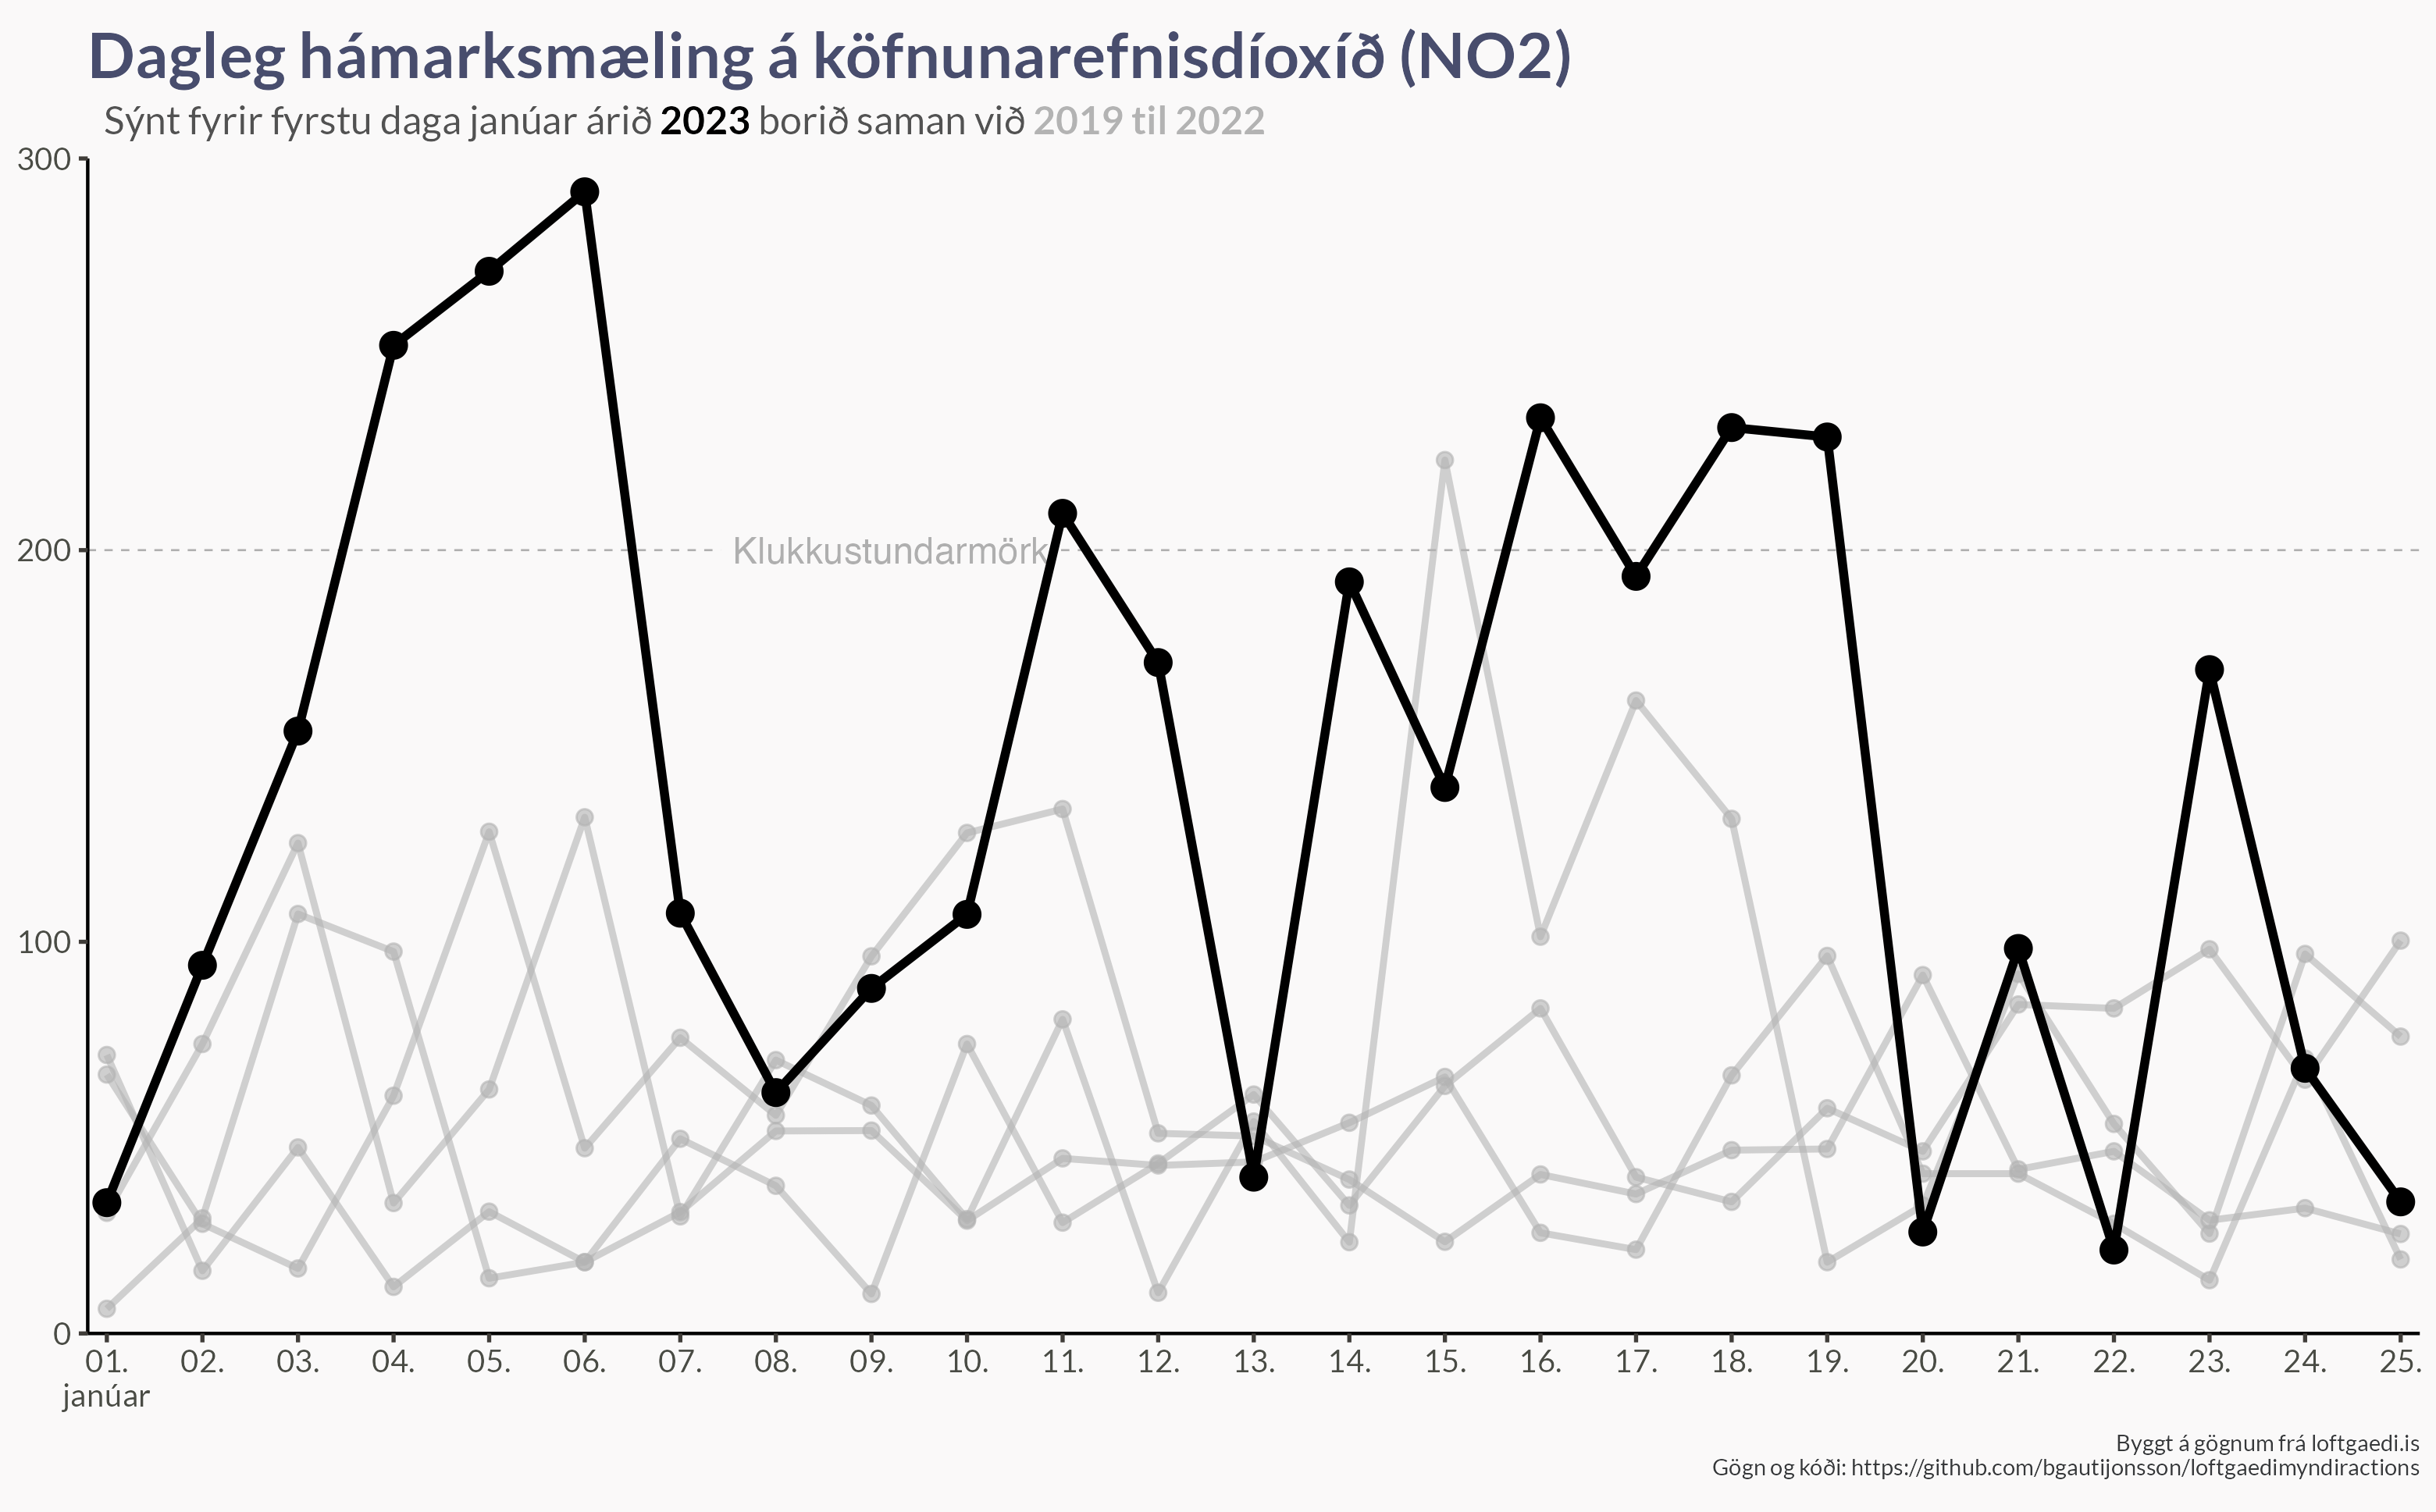 Dagleg hámarksmæling á köfnunarefnisdíoxíð (NO2)
Sýnt fyrir fyrstu daga janúar árið 2023 borið saman við 2019 til 2022
300
200
Klukkustundarmörk
100
0
01. 02. 03. 04. 05. 06. 07. 08. 09. 10. 11. 12. 13. 14. 15. 16. 17. 18. 19. 20. 21. 22. 23. 24. 25.
janúar
Byggt á gögnum frá loftgaedi.is
Gögn og kóði: https://github.com/bgautijonsson/loftgaedimyndiractions